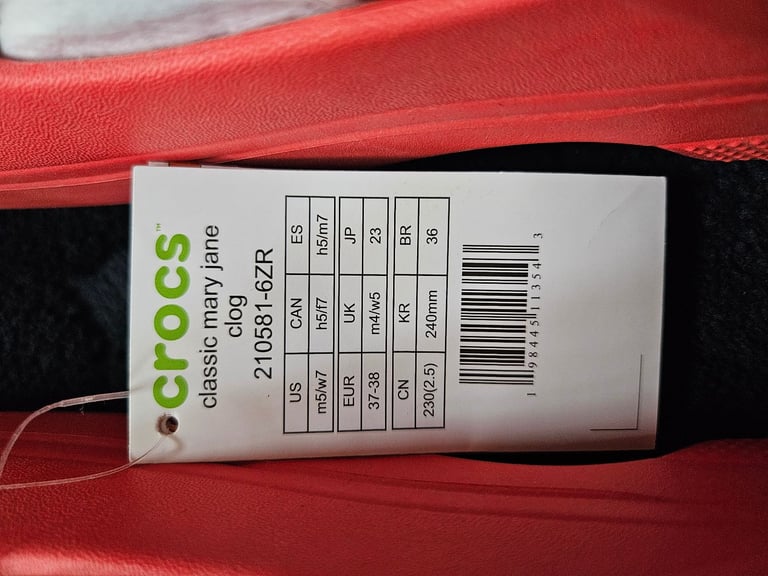 crocs™
classic mary jane
clog
210581-6ZR
US CAN ES
m5/w7 h5/f7 h5/m7
EUR UK JP
37-38 m4/w5 23
CN KR BR
230(2.5) 240mm 36
1 98445 11354 3